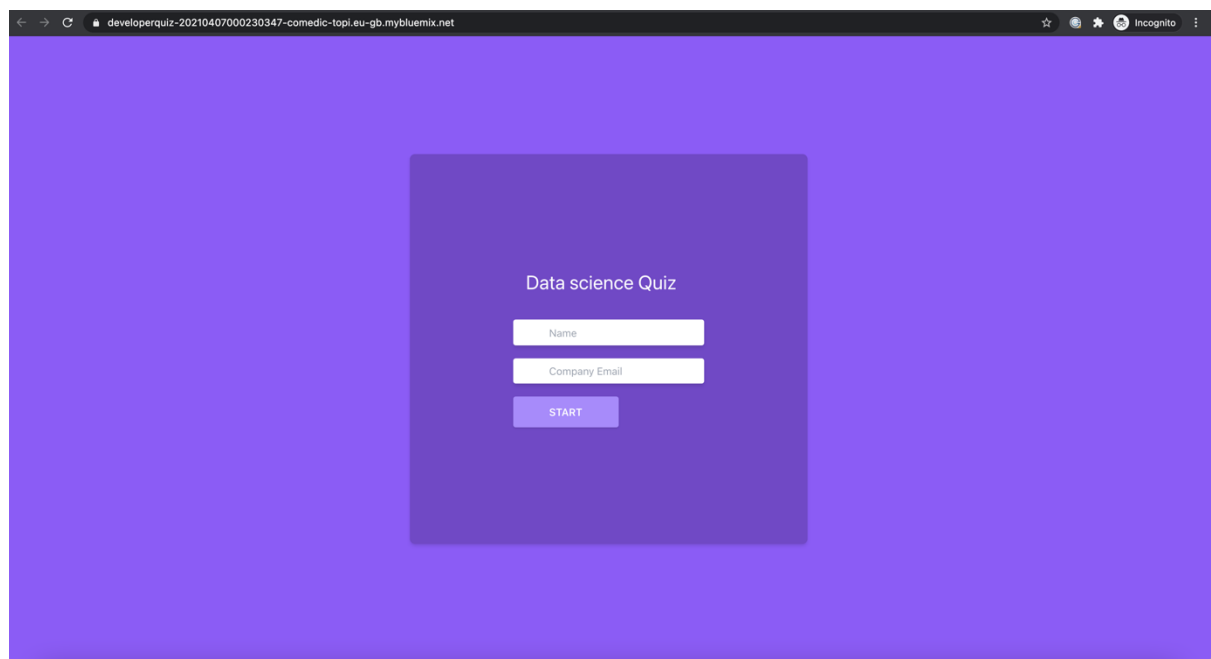 developerquiz-20210407000230347-comedic-topi.eu-gb.mybluemix.net
Incognito
Data science Quiz
Name
Company Email
START